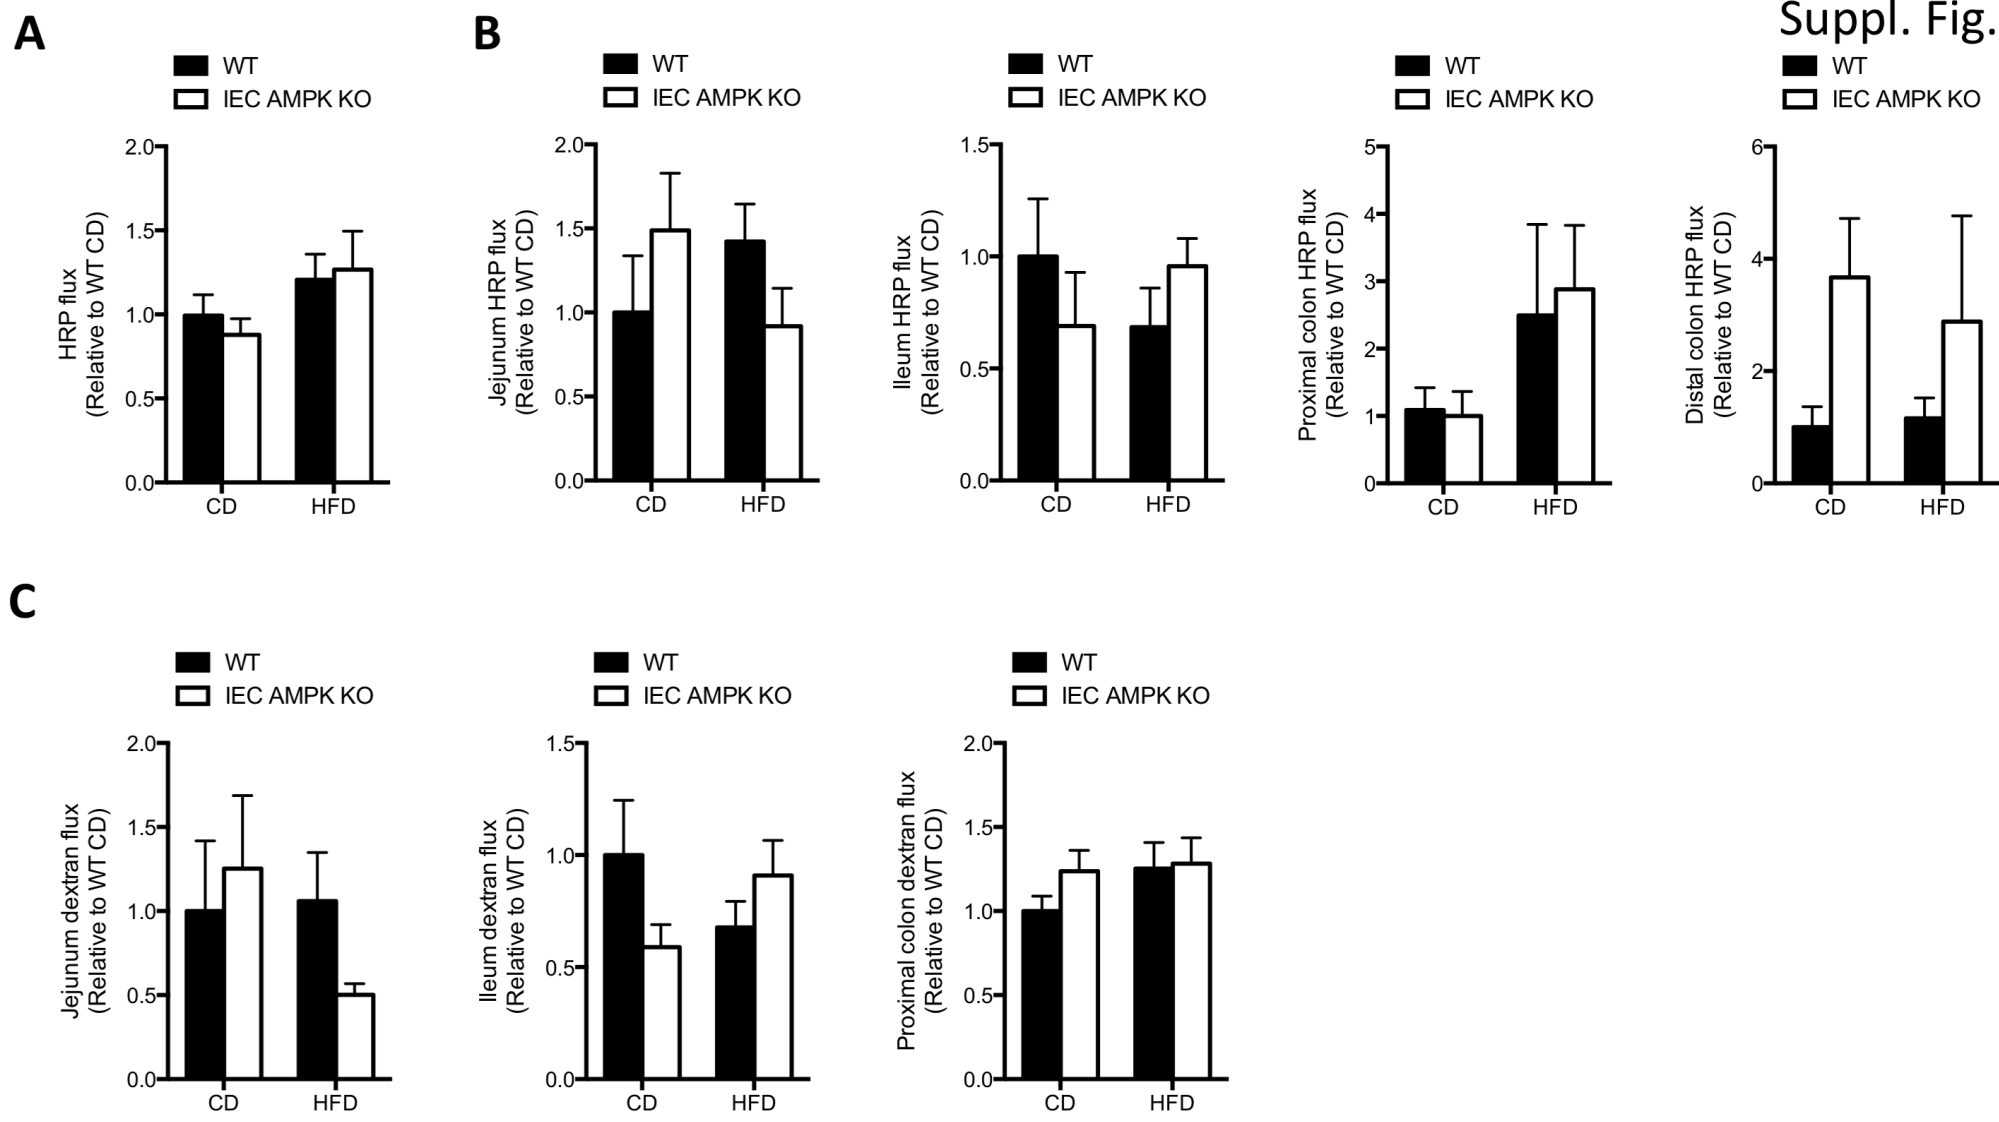 Suppl. Fig.
A
WT
IEC AMPK KO
HRP flux
(Relative to WT CD)
2.0
1.5
1.0
0.5
0.0
CD
HFD
B
WT
IEC AMPK KO
Jejunum HRP flux
(Relative to WT CD)
2.0
1.5
1.0
0.5
0.0
CD
HFD
WT
IEC AMPK KO
Ileum HRP flux
(Relative to WT CD)
1.5
1.0
0.5
0.0
CD
HFD
WT
IEC AMPK KO
Proximal colon HRP flux
(Relative to WT CD)
5
4
3
2
1
0
CD
HFD
WT
IEC AMPK KO
Distal colon HRP flux
(Relative to WT CD)
6
4
2
0
CD
HFD
C
WT
IEC AMPK KO
Jejunum dextran flux
(Relative to WT CD)
2.0
1.5
1.0
0.5
0.0
CD
HFD
WT
IEC AMPK KO
Ileum dextran flux
(Relative to WT CD)
1.5
1.0
0.5
0.0
CD
HFD
WT
IEC AMPK KO
Proximal colon dextran flux
(Relative to WT CD)
2.0
1.5
1.0
0.5
0.0
CD
HFD